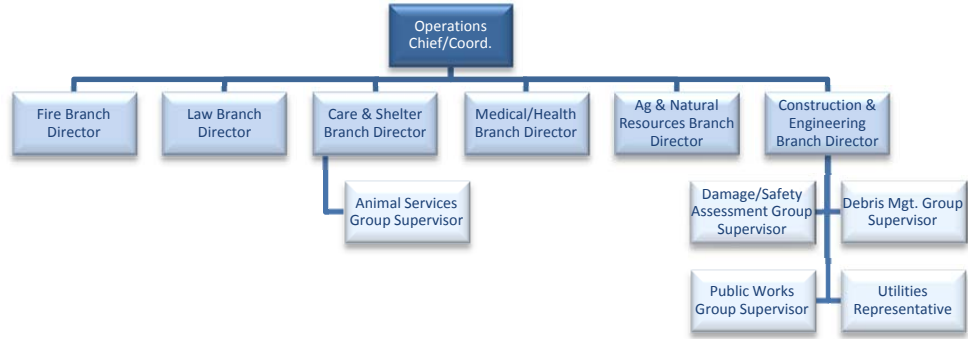 Operations
Chief/Coord.
Fire Branch
Director
Law Branch
Director
Care & Shelter
Branch Director
Medical/Health
Branch Director
Ag & Natural
Resources Branch
Director
Construction &
Engineering
Branch Director
Animal Services
Group Supervisor
Damage/Safety
Assessment Group
Supervisor
Debris Mgt. Group
Supervisor
Public Works
Group Supervisor
Utilities
Representative